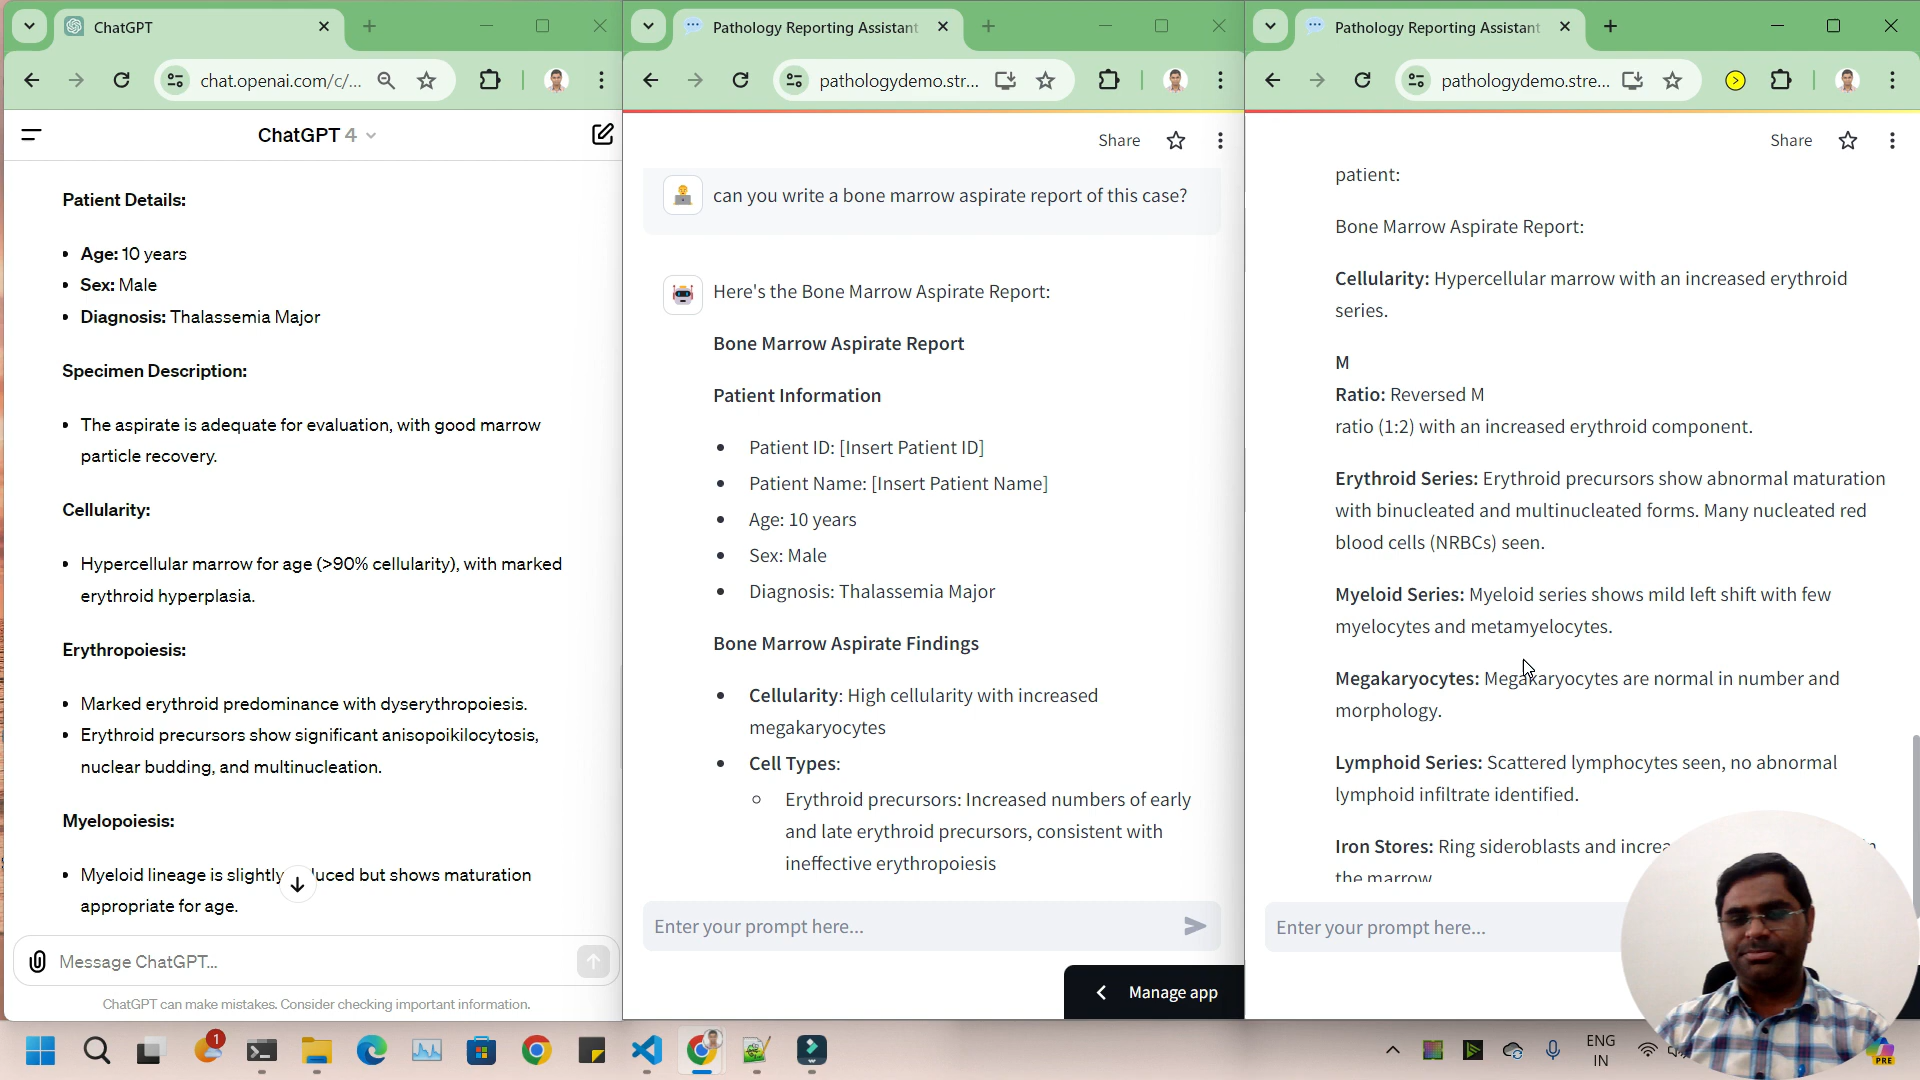 ChatGPT
chat.openai.com/c/...
ChatGPT 4
Patient Details:
Age: 10 years
Sex: Male
Diagnosis: Thalassemia Major
Specimen Description:
The aspirate is adequate for evaluation, with good marrow
particle recovery.
Cellularity:
Hypercellular marrow for age (>90% cellularity), with marked
erythroid hyperplasia.
Erythropoiesis:
Marked erythroid predominance with dyserythropoiesis.
Erythroid precursors show significant anisopoikilocytosis,
nuclear budding, and multinucleation.
Myelopoiesis:
Myeloid lineage is slightly but shows maturation
appropriate for age.
Message ChatGPT...
ChatGPT can make mistakes. Consider checking important information.
Pathology Reporting Assistant
pathologydemo.str...
Share
can you write a bone marrow aspirate report of this case?
Here's the Bone Marrow Aspirate Report:
Bone Marrow Aspirate Report
Patient Information
Patient ID: [Insert Patient ID]
Patient Name: [Insert Patient Name]
Age: 10 years
Sex: Male
Diagnosis: Thalassemia Major
Bone Marrow Aspirate Findings
Cellularity: High cellularity with increased
megakaryocytes
Cell Types:
Erythroid precursors: Increased numbers of early
and late erythroid precursors, consistent with
ineffective erythropoiesis
Enter your prompt here...
Manage app
Pathology Reporting Assistant
pathologydemo.stre...
Share
patient:
Bone Marrow Aspirate Report:
Cellularity: Hypercellular marrow with an increased erythroid
series.
M
Ratio: Reversed M
ratio (1:2) with an increased erythroid component.
Erythroid Series: Erythroid precursors show abnormal maturation
with binucleated and multinucleated forms. Many nucleated red
blood cells (NRBCs) seen.
Myeloid Series: Myeloid series shows mild left shift with few
myelocytes and metamyelocytes.
Megakaryocytes: Megakaryocytes are normal in number and
morphology.
Lymphoid Series: Scattered lymphocytes seen, no abnormal
lymphoid infiltrate identified.
Iron Stores: Ring sideroblasts and
the marrow
Enter your prompt here...
1
ENG
IN
PRE